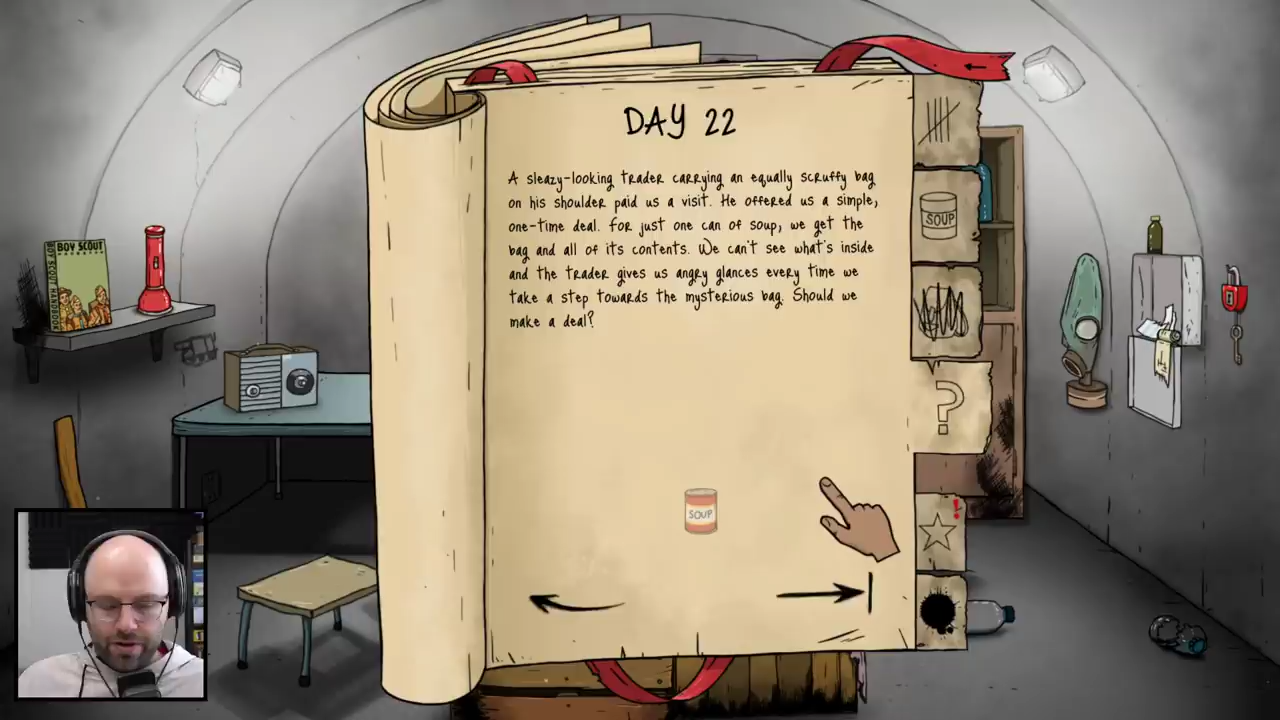 DAY 22
A sleazy-looking trader carrying an equally scruffy bag
on his shoulder paid us a visit. He offered us a simple,
one-time deal. For just one can of soup, we get the
bag and all of its contents. We can't see what's inside
and the trader gives us angry glances every time we
take a step towards the mysterious bag. Should we
make a deal?
SOUP
SOUP
BOY SCOUT
BOY SCOUT HANDBOOK
?
!